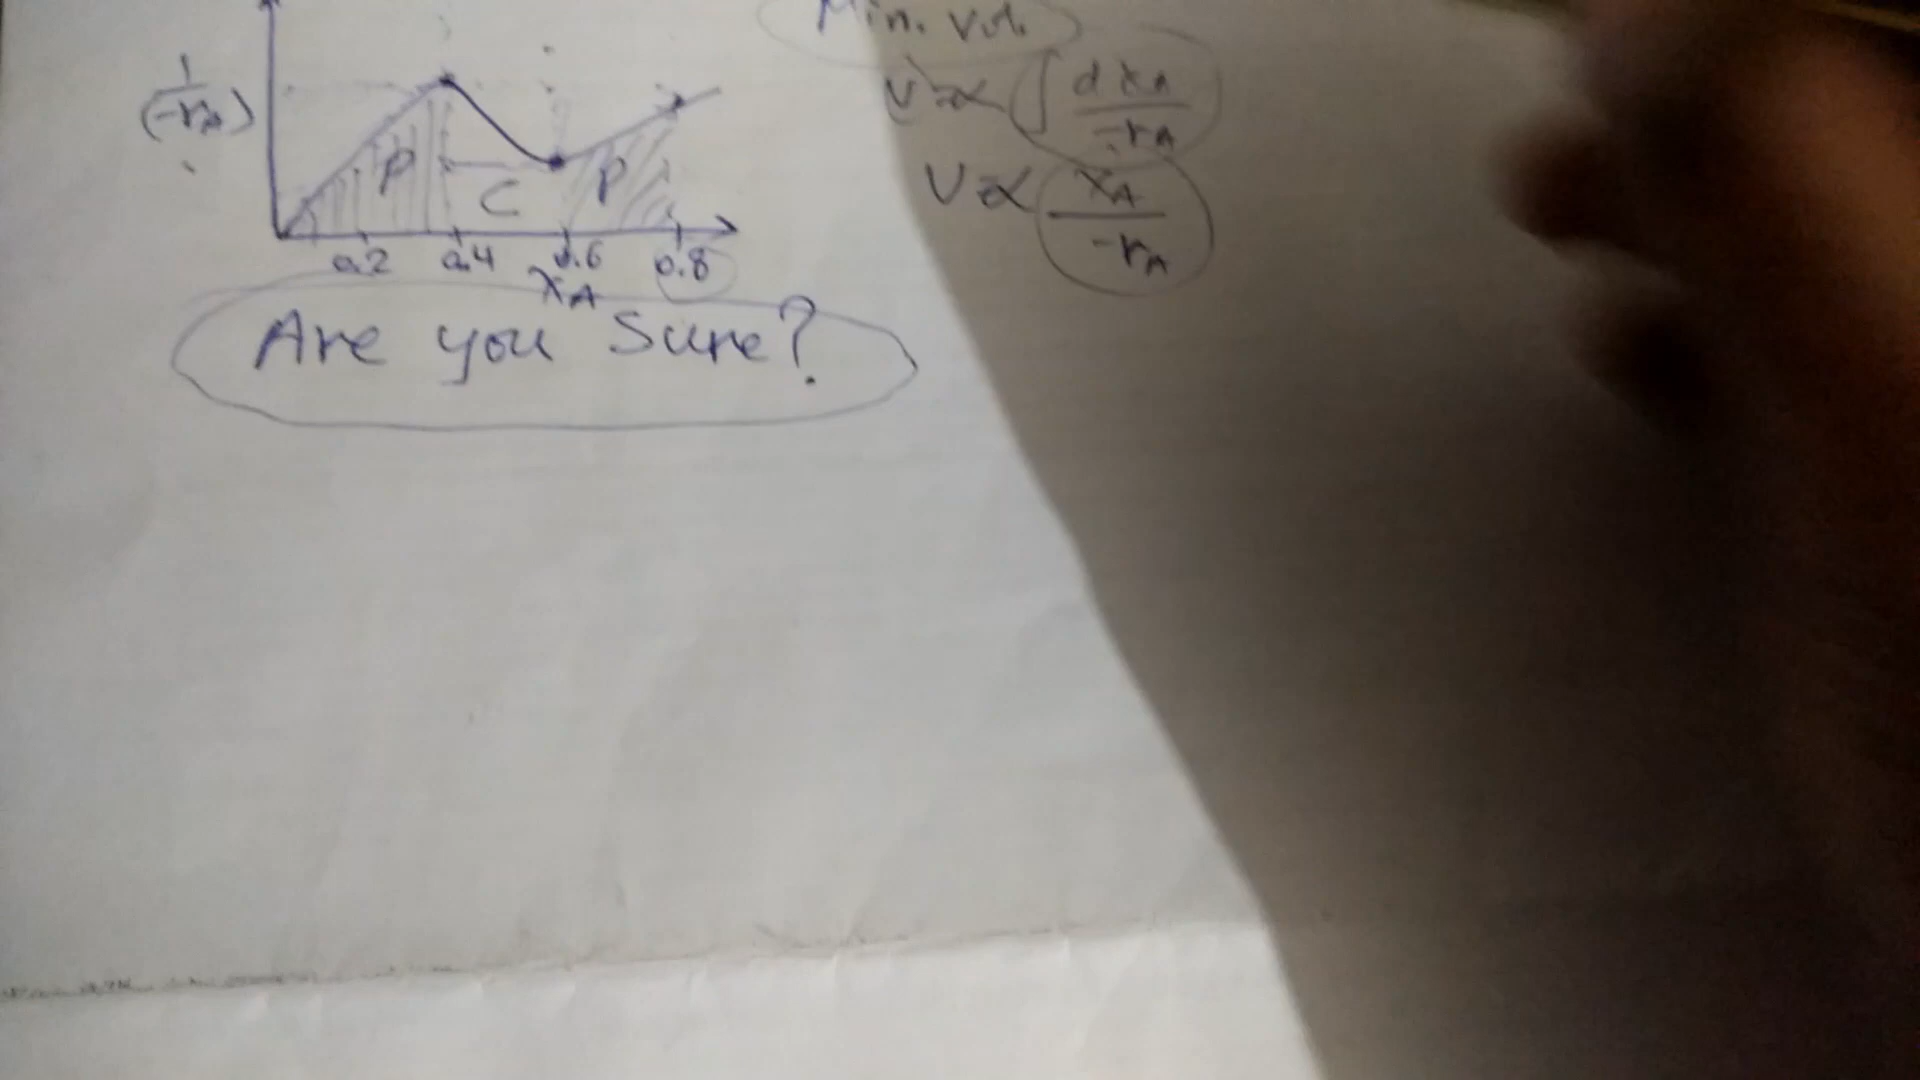 Min. Vol.
1
(-rA)
V ∝ ∫ dxA
-rA
P
C
P
V ∝ xA
-rA
0.2 0.4 0.6 0.8
xA
Are you Sure?